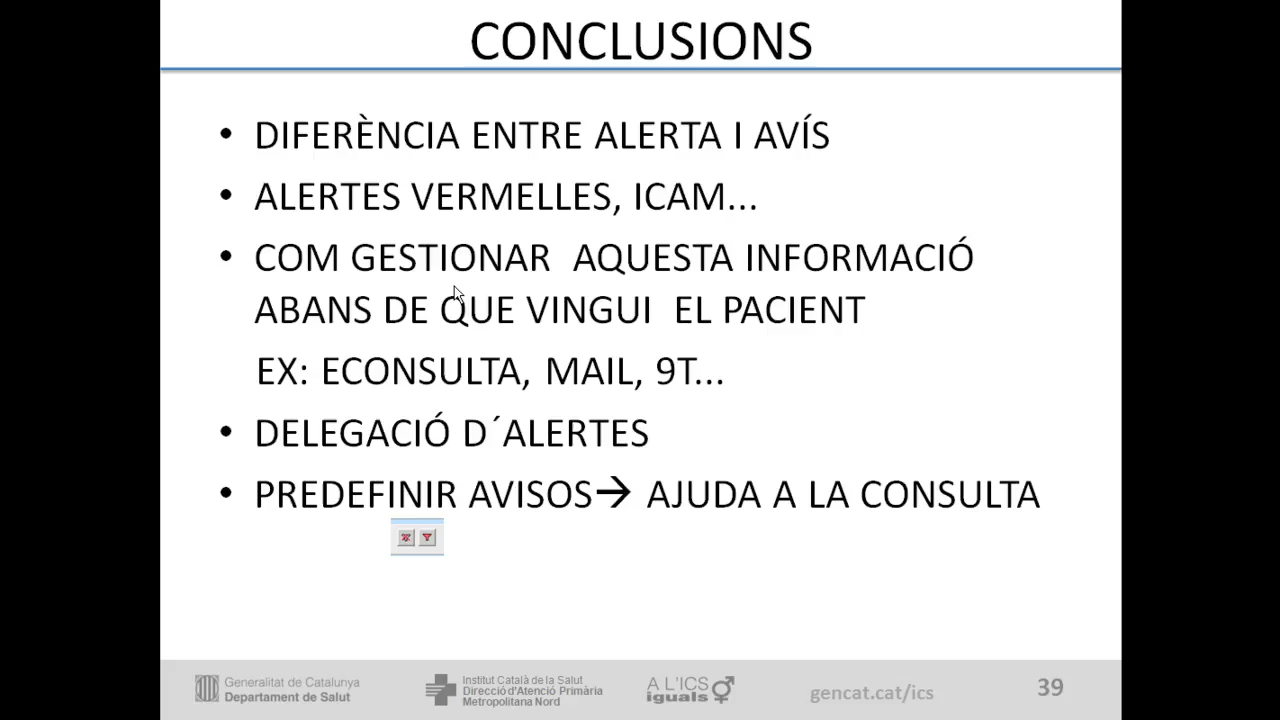 CONCLUSIONS
• DIFERÈNCIA ENTRE ALERTA I AVÍS
• ALERTES VERMELLES, ICAM...
• COM GESTIONAR AQUESTA INFORMACIÓ
ABANS DE QUE VINGUI EL PACIENT
EX: ECONSULTA, MAIL, 9T...
• DELEGACIÓ D´ALERTES
• PREDEFINIR AVISOS→ AJUDA A LA CONSULTA
Generalitat de Catalunya
Departament de Salut
Institut Català de la Salut
Direcció d'Atenció Primària
Metropolitana Nord
A L'ICS
iguals
gencat.cat/ics
39